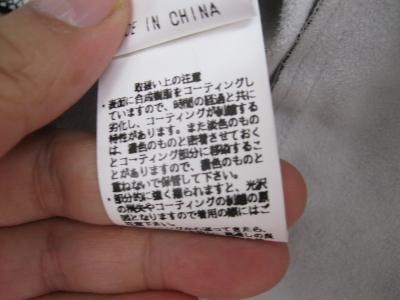 DE IN CHINA
取扱い上の注意
・表面に合成樹脂をコーティングし
ていますので、時間の経過と共に
劣化し、コーティングが剥離する
特性があります。また淡色のもの
は、濃色のものと密着させておく
とコーティング部分に移染するこ
とがありますので、濃色のものと
重ねないで保管して下さい。
・部分的に強く擦られますと、光沢
の消失やコーティングの剥離の原
因となりますので着用の際にはご